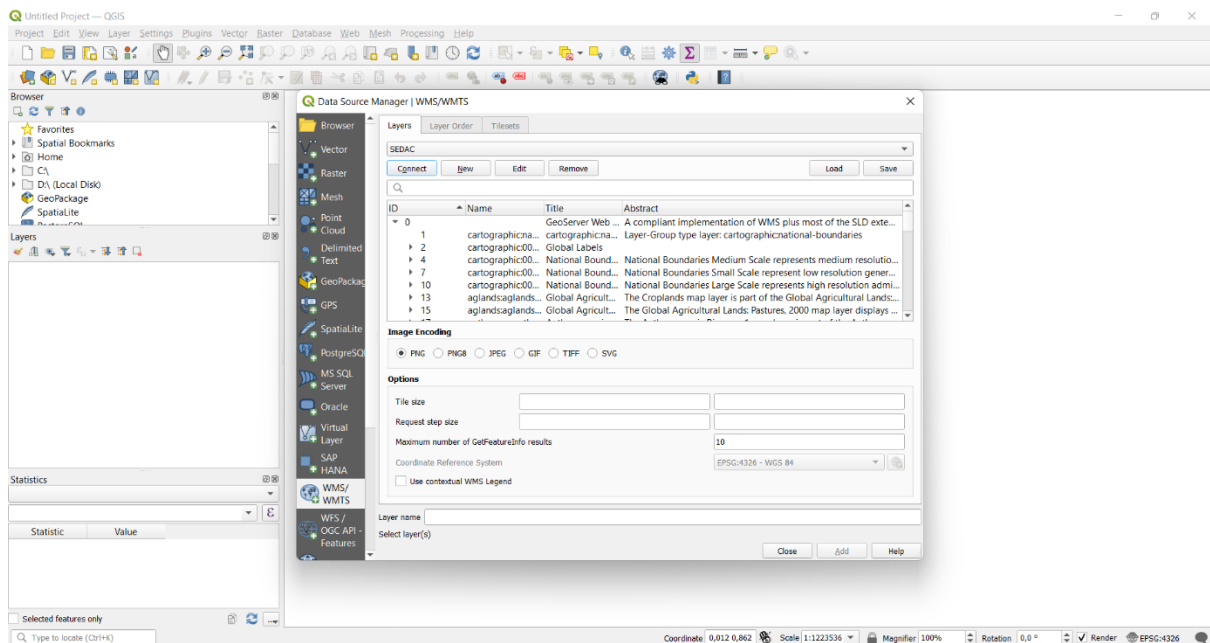 Untitled Project — QGIS
Project Edit View Layer Settings Plugins Vector Raster Database Web Mesh Processing Help
Browser
Favorites
Spatial Bookmarks
Home
C:\
D:\ (Local Disk)
GeoPackage
SpatiaLite
Layers
Statistics
Statistic Value
Selected features only
Type to locate (Ctrl+K)
Data Source Manager | WMS/WMTS
Browser
Vector
Raster
Mesh
Point
Cloud
Delimited
Text
GeoPackag
GPS
SpatiaLite
PostgreSQ
MS SQL
Server
Oracle
Virtual
Layer
SAP
HANA
WMS/
WMTS
WFS /
OGC API -
Features
Layers Layer Order Tilesets
SEDAC
Connect New Edit Remove Load Save
ID Name Title Abstract
0 GeoServer Web ... A compliant implementation of WMS plus most of the SLD exte...
1 cartographic:na... cartographic:na... Layer-Group type layer: cartographic:national-boundaries
2 cartographic:00... Global Labels
4 cartographic:00... National Bound... National Boundaries Medium Scale represents medium resolutio...
7 cartographic:00... National Bound... National Boundaries Small Scale represent low resolution gener...
10 cartographic:00... National Bound... National Boundaries Large Scale represents high resolution admi...
13 aglands:aglands... Global Agricult... The Croplands map layer is part of the Global Agricultural Lands:...
15 aglands:aglands... Global Agricult... The Global Agricultural Lands: Pastures, 2000 map layer displays ...
Image Encoding
PNG PNG8 JPEG GIF TIFF SVG
Options
Tile size
Request step size
Maximum number of GetFeatureInfo results 10
Coordinate Reference System EPSG:4326 - WGS 84
Use contextual WMS Legend
Layer name
Select layer(s)
Close Add Help
Coordinate 0,012 0,862 Scale 1:1223536 Magnifier 100% Rotation 0,0 ° Render EPSG:4326